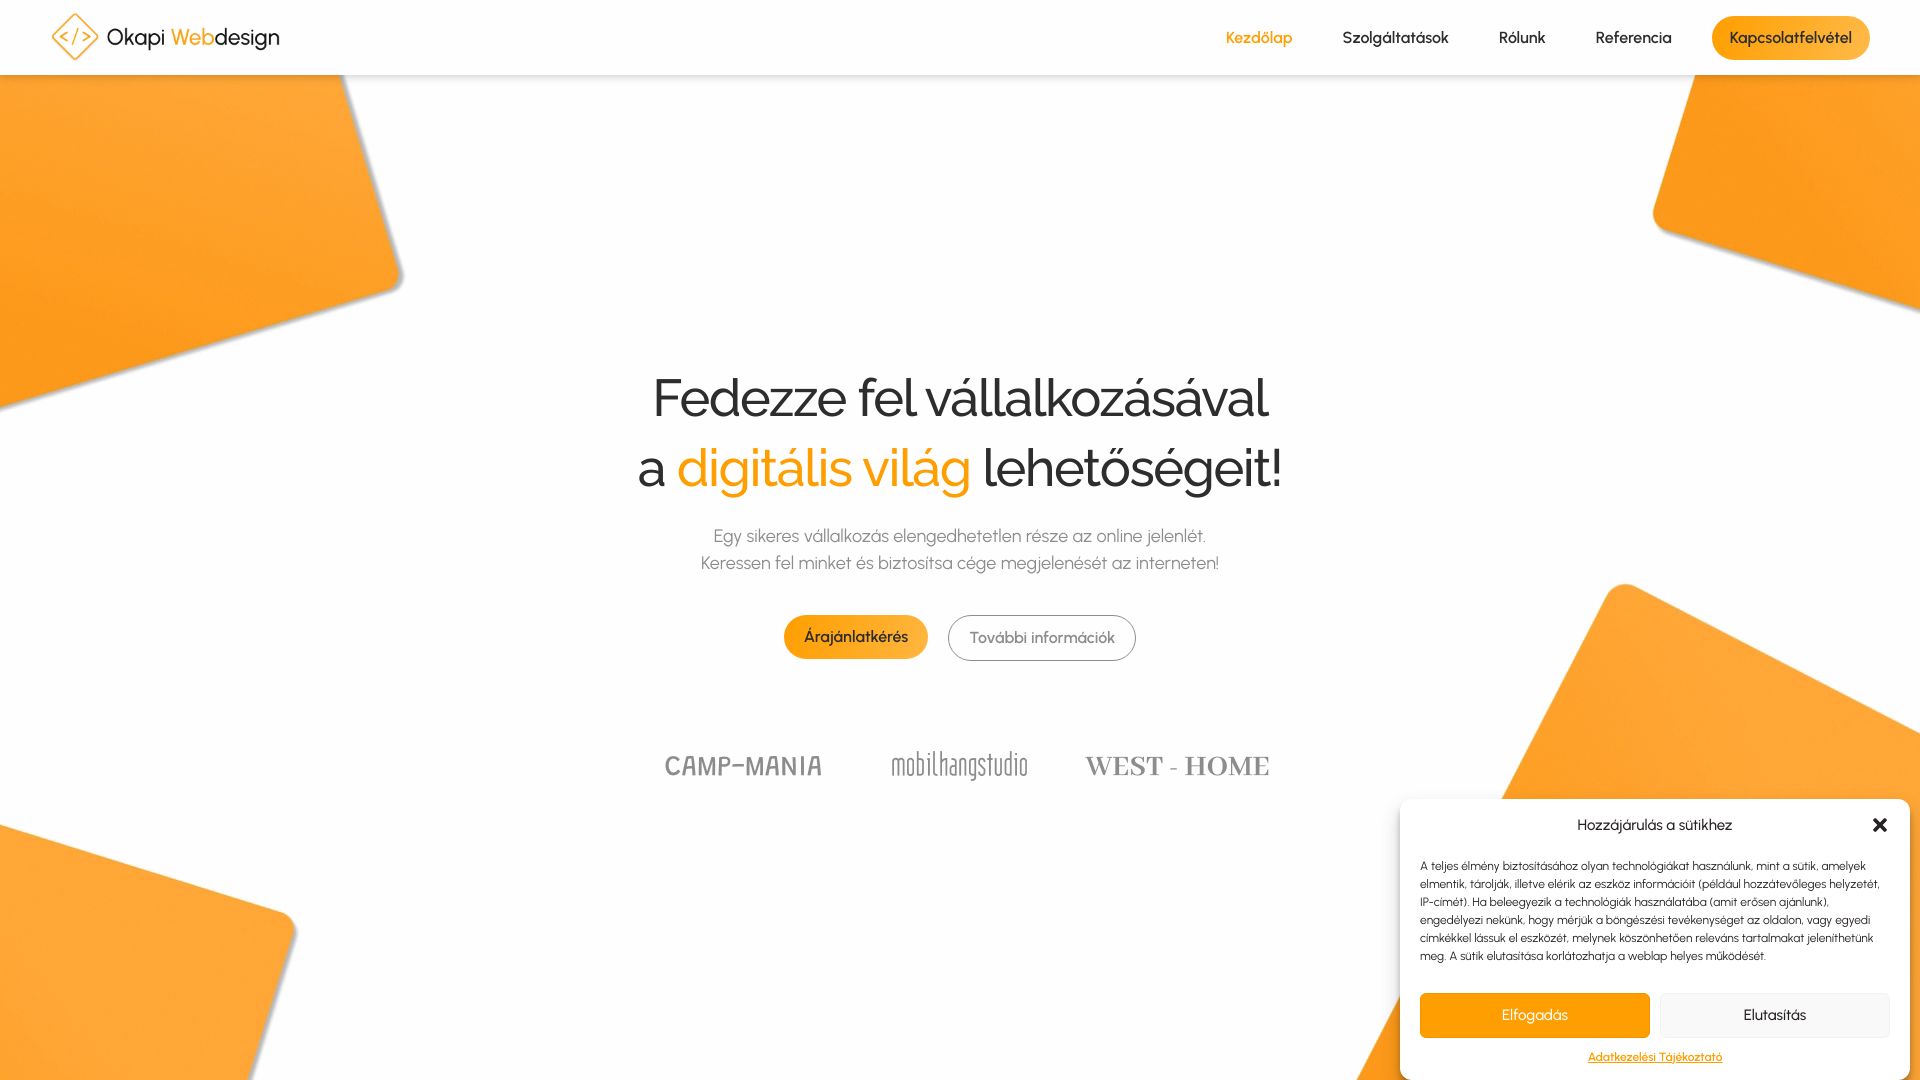 Okapi Webdesign
Kezdőlap
Szolgáltatások
Rólunk
Referencia
Kapcsolatfelvétel
Fedezze fel vállalkozásával
a digitális világ lehetőségeit!
Egy sikeres vállalkozás elengedhetetlen része az online jelenlét.
Keressen fel minket és biztosítsa cége megjelenését az interneten!
Árajánlatkérés
További információk
CAMP-MANIA
mobilhangstudio
WEST - HOME
Hozzájárulás a sütikhez
A teljes élmény biztosításához olyan technológiákat használunk, mint a sütik, amelyek
elmentik, tárolják, illetve elérik az eszköz információit (például hozzátevőleges helyzetét,
IP-címét). Ha beleegyezik a technológiák használatába (amit erősen ajánlunk),
engedélyezi nekünk, hogy mérjük a böngészési tevékenységet az oldalon, vagy egyedi
címkékkel lássuk el eszközét, melynek köszönhetően releváns tartalmakat jeleníthetünk
meg. A sütik elutasítása korlátozhatja a weblap helyes működését.
Elfogadás
Elutasítás
Adatkezelési Tájékoztató